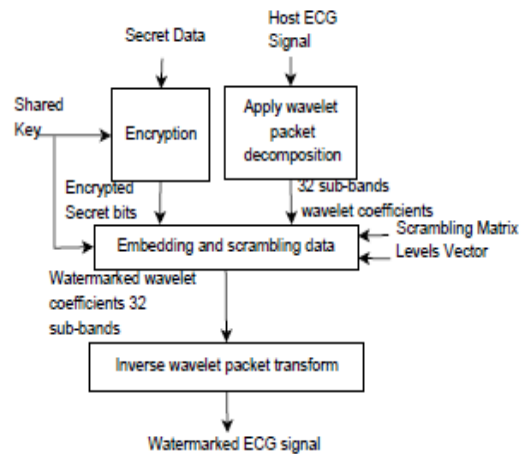 Secret Data
Host ECG
Signal
Shared
Key
Encryption
Apply wavelet
packet
decomposition
Encrypted
Secret bits
32 sub-bands
wavelet coefficients
Scrambling Matrix
Levels Vector
Embedding and scrambling data
Watermarked wavelet
coefficients 32
sub-bands
Inverse wavelet packet transform
Watermarked ECG signal